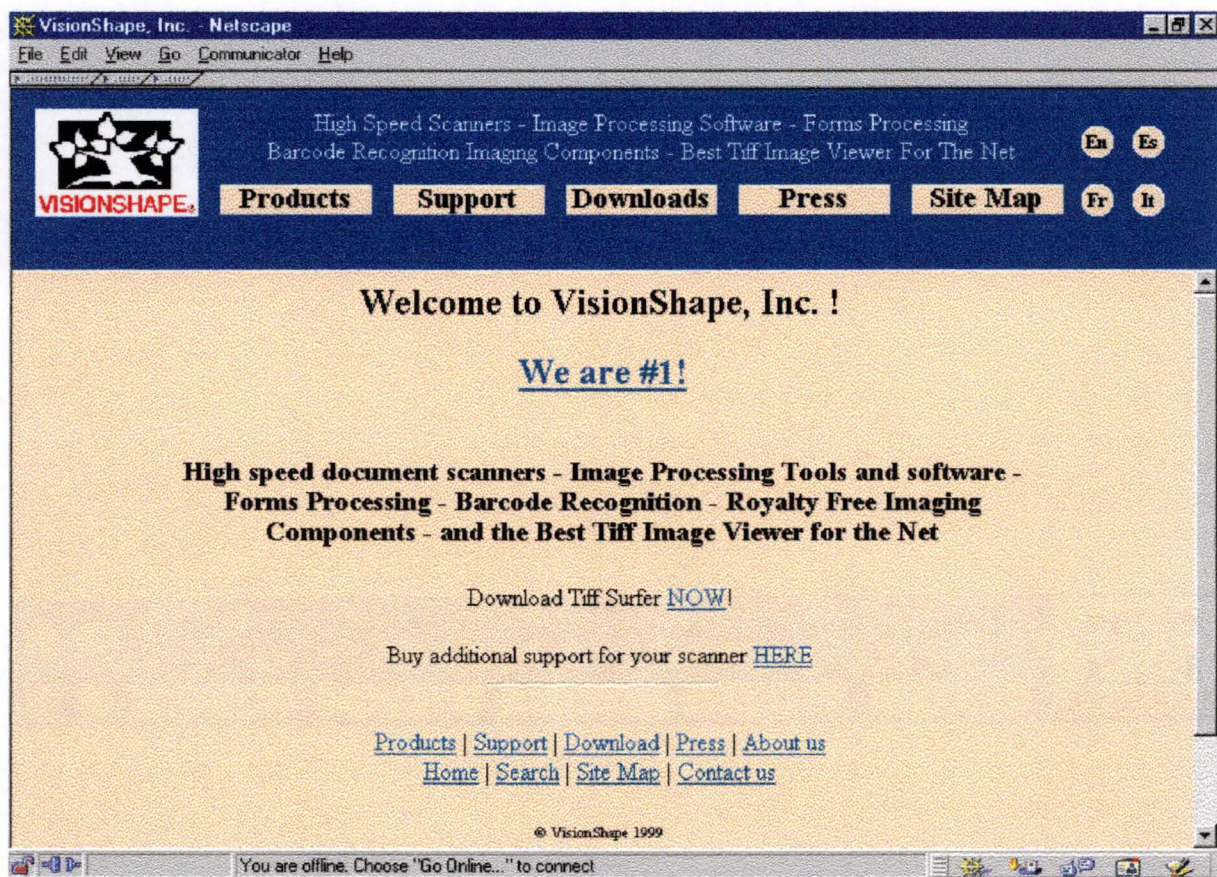 VisionShape, Inc. - Netscape
File Edit View Go Communicator Help
High Speed Scanners - Image Processing Software - Forms Processing
Barcode Recognition Imaging Components - Best Tiff Image Viewer For The Net
En Es
VISIONSHAPE
Products Support Downloads Press Site Map Fr It
Welcome to VisionShape, Inc. !
We are #1!
High speed document scanners - Image Processing Tools and software -
Forms Processing - Barcode Recognition - Royalty Free Imaging
Components - and the Best Tiff Image Viewer for the Net
Download Tiff Surfer NOW!
Buy additional support for your scanner HERE
Products | Support | Download | Press | About us
Home | Search | Site Map | Contact us
© VisionShape 1999
You are offline. Choose "Go Online..." to connect